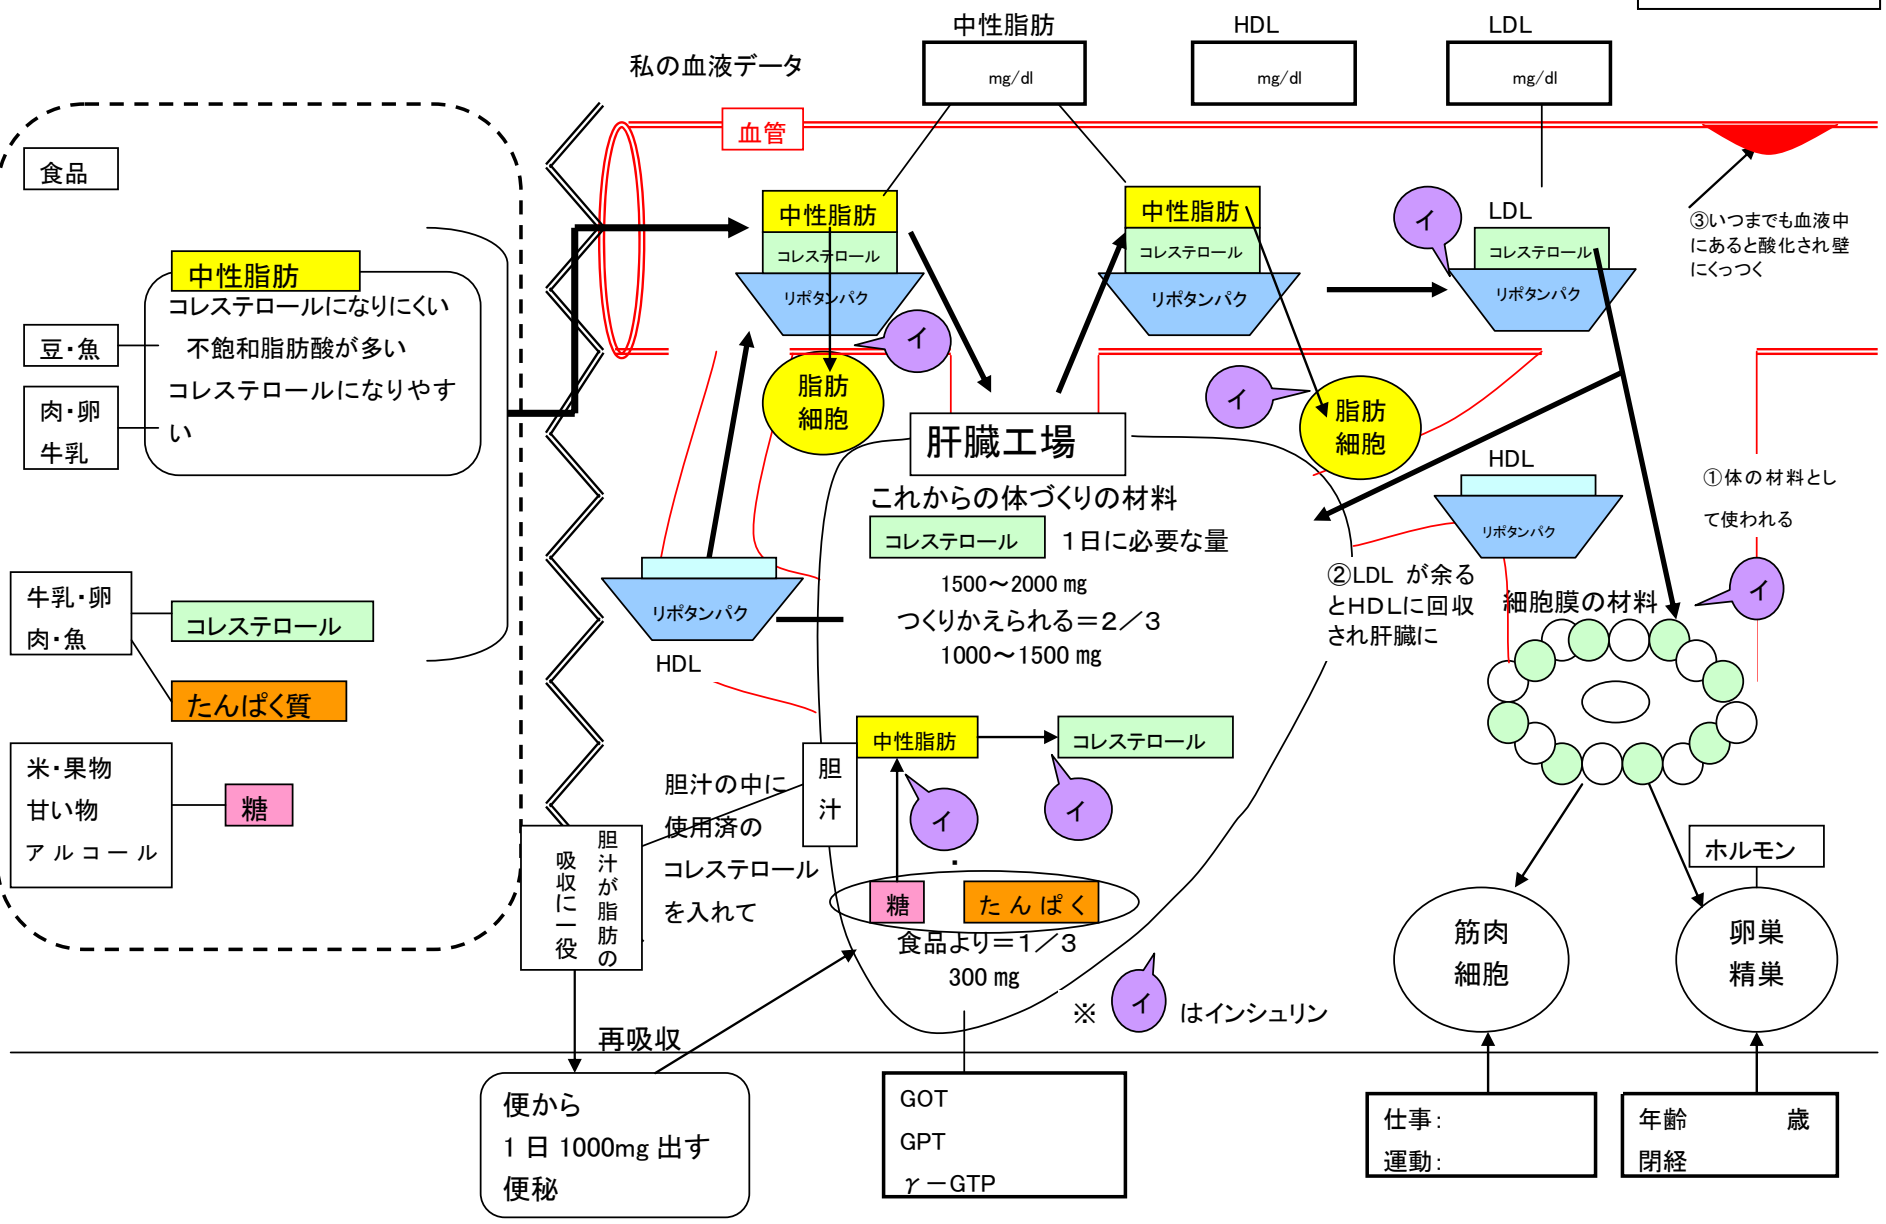 中性脂肪
HDL
LDL
私の血液データ
mg/dl
mg/dl
mg/dl
血管
食品
中性脂肪
コレステロールになりにくい
不飽和脂肪酸が多い
コレステロールになりやす
い
豆・魚
肉・卵
牛乳
牛乳・卵
肉・魚
コレステロール
たんぱく質
米・果物
甘い物
アルコール
糖
中性脂肪
コレステロール
リポタンパク
イ
脂肪
細胞
中性脂肪
コレステロール
リポタンパク
イ
脂肪
細胞
イ
LDL
コレステロール
リポタンパク
③いつまでも血液中
にあると酸化され壁
にくっつく
肝臓工場
これからの体づくりの材料
コレステロール
1日に必要な量
1500～2000 mg
つくりかえられる＝2／3
1000～1500 mg
リポタンパク
HDL
HDL
リポタンパク
①体の材料とし
て使われる
②LDL が余る
とHDLに回収
され肝臓に
細胞膜の材料
イ
中性脂肪
コレステロール
胆汁
イ
イ
・
糖
たんぱく
食品より＝1／3
300 mg
胆汁の中に
使用済の
コレステロール
を入れて
胆汁が脂肪の
吸収に一役
※
イ
はインシュリン
再吸収
便から
1 日 1000mg 出す
便秘
GOT
GPT
γ－GTP
ホルモン
筋肉
細胞
卵巣
精巣
仕事：
運動：
年齢 歳
閉経